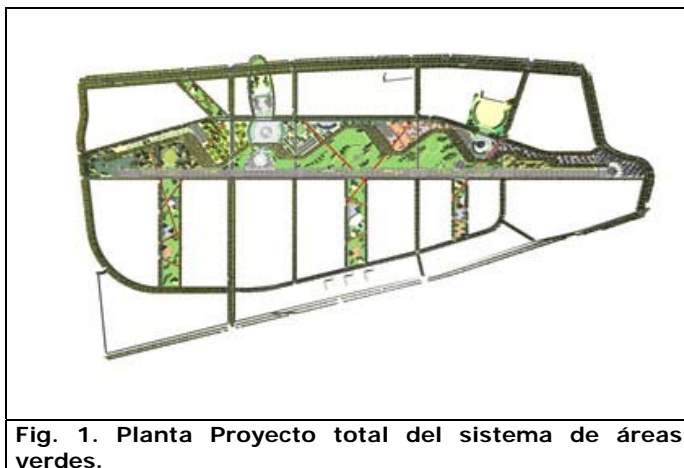 Fig. 1. Planta Proyecto total del sistema de áreas
verdes.